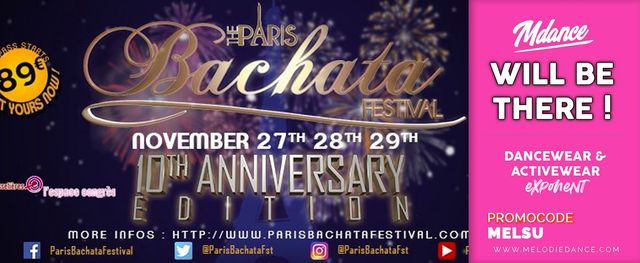 PASS STARTS
89€
GET YOURS NOW !
THE PARIS
Bachata
FESTIVAL
NOVEMBER 27TH 28TH 29TH
10TH ANNIVERSARY
EDITION
l'espace congrès
MORE INFOS : HTTP://WWW.PARISBACHATAFESTIVAL.COM
ParisBachataFestival
@ParisBachataFst
@ParisBachataFst
Mdance
WILL BE
THERE !
DANCEWEAR &
ACTIVEWEAR
exponent
PROMOCODE
MELSU
WWW.MELODIEDANCE.COM